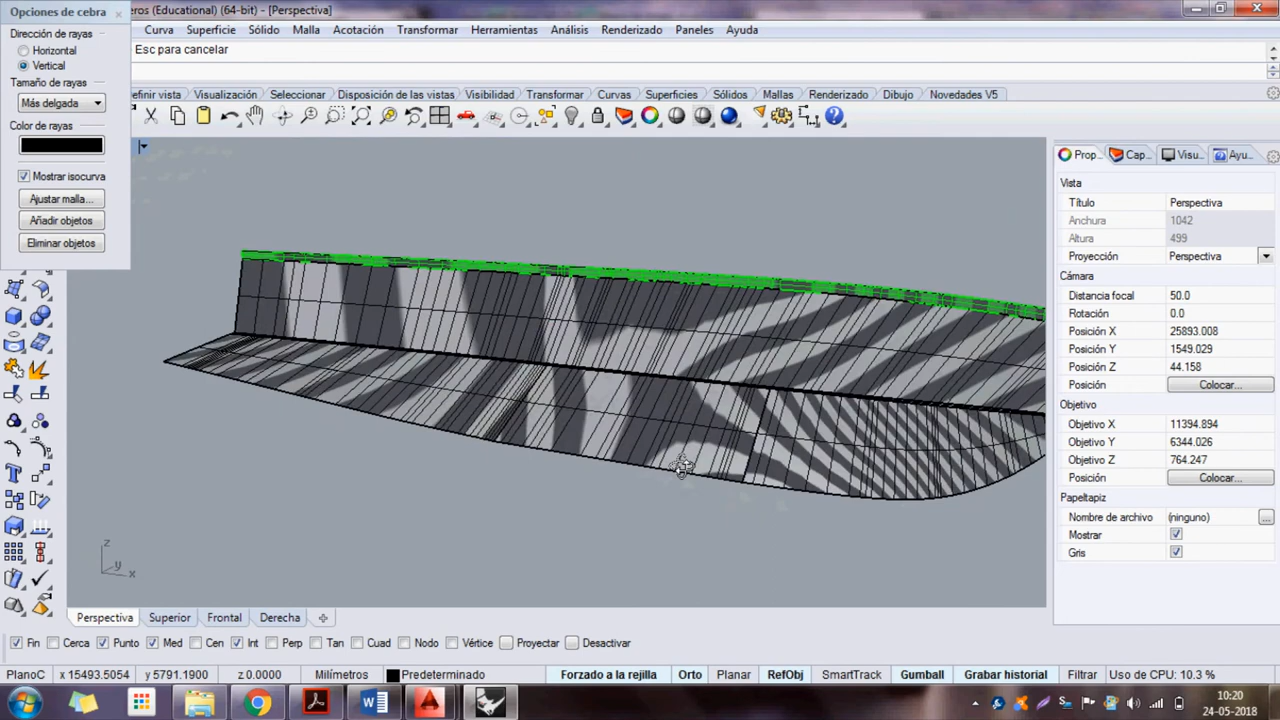 Opciones de cebra
eros (Educational) (64-bit) - [Perspectiva]
Dirección de rayas
Horizontal
Vertical
Tamaño de rayas
Más delgada
Color de rayas
Mostrar isocurva
Ajustar malla...
Añadir objetos
Eliminar objetos
Curva Superficie Sólido Malla Acotación Transformar Herramientas Análisis Renderizado Paneles Ayuda
Esc para cancelar
efinir vista Visualización Seleccionar Disposición de las vistas Visibilidad Transformar Curvas Superficies Sólidos Mallas Renderizado Dibujo Novedades V5
Prop... Cap... Visu... Ayu...
Vista
Título Perspectiva
Anchura 1042
Altura 499
Proyección Perspectiva
Cámara
Distancia focal 50.0
Rotación 0.0
Posición X 25893.008
Posición Y 1549.029
Posición Z 44.158
Posición Colocar...
Objetivo
Objetivo X 11394.894
Objetivo Y 6344.026
Objetivo Z 764.247
Posición Colocar...
Papeltapiz
Nombre de archivo (ninguno) ...
Mostrar
Gris
z
y
x
Perspectiva Superior Frontal Derecha
Fin Cerca Punto Med Cen Int Perp Tan Cuad Nodo Vértice Proyectar Desactivar
PlanoC x 15493.5054 y 5791.1900 z 0.0000 Milímetros Predeterminado Forzado a la rejilla Orto Planar RefObj SmartTrack Gumball Grabar historial Filtrar Uso de CPU: 10.3 %
10:20
24-05-2018